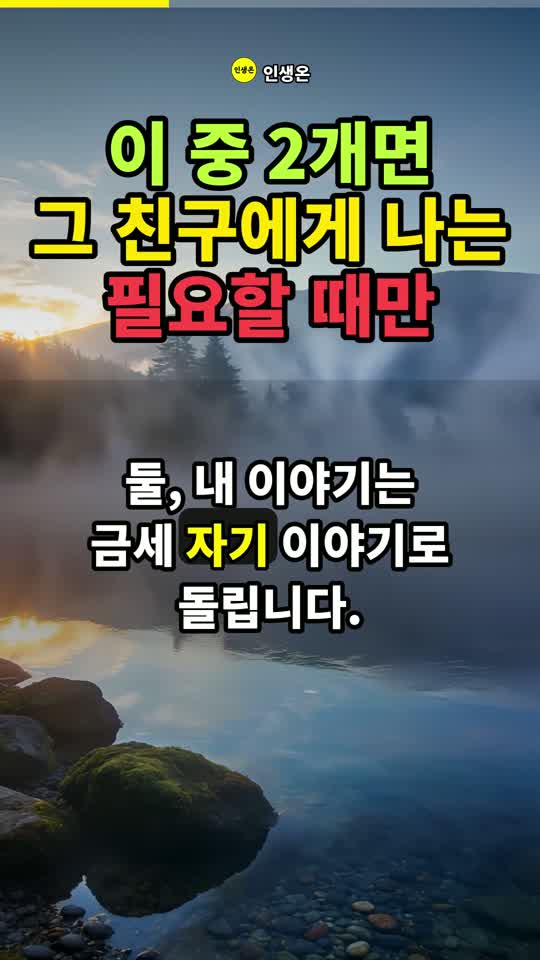 인생온 인생온
이 중 2개면
그 친구에게 나는
필요할 때만
둘, 내 이야기는
금세 자기 이야기로
돌립니다.